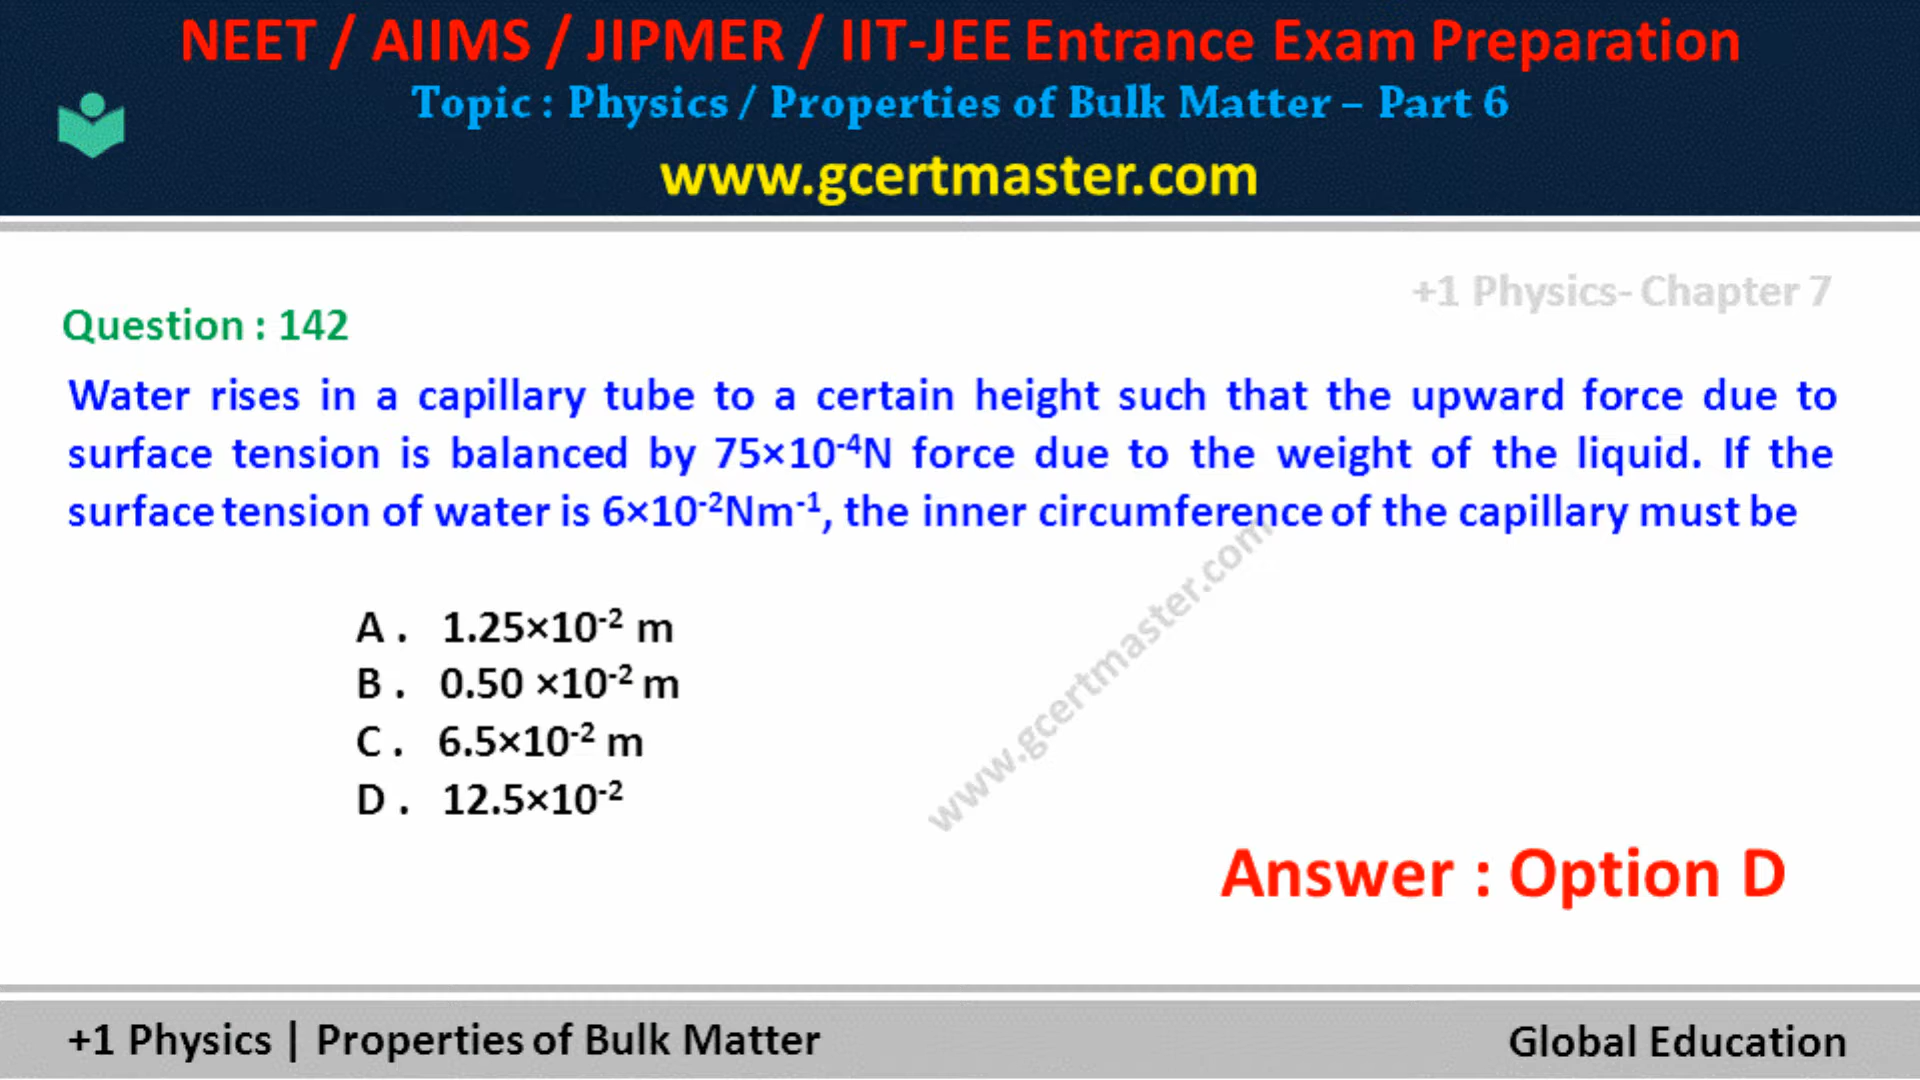 NEET / AIIMS / JIPMER / IIT-JEE Entrance Exam Preparation
Topic : Physics / Properties of Bulk Matter – Part 6
www.gcertmaster.com
+1 Physics- Chapter 7
Question : 142
Water rises in a capillary tube to a certain height such that the upward force due to
surface tension is balanced by 75×10⁻⁴N force due to the weight of the liquid. If the
surface tension of water is 6×10⁻²Nm⁻¹, the inner circumference of the capillary must be
A . 1.25×10⁻² m
B . 0.50 ×10⁻² m
C . 6.5×10⁻² m
D . 12.5×10⁻²
www.gcertmaster.com
Answer : Option D
+1 Physics | Properties of Bulk Matter
Global Education